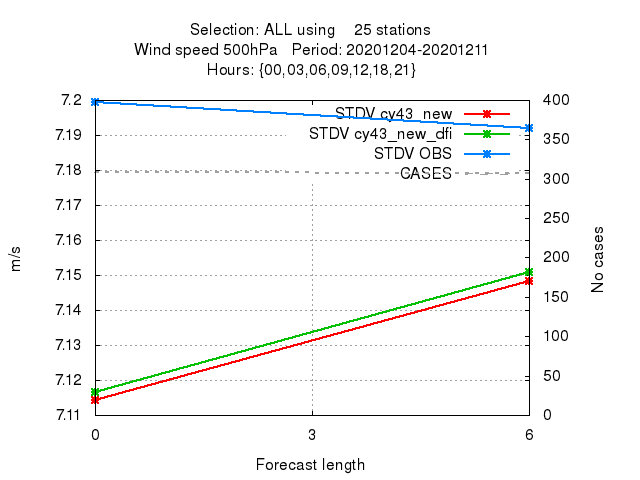 Selection: ALL using    25 stations
Wind speed 500hPa   Period: 20201204-20201211
Hours: {00,03,06,09,12,18,21}
7.2
7.19
7.18
7.17
7.16
7.15
7.14
7.13
7.12
7.11
m/s
STDV cy43_new
STDV cy43_new_dfi
STDV OBS
CASES
400
350
300
250
200
150
100
50
0
No cases
0 3 6
Forecast length